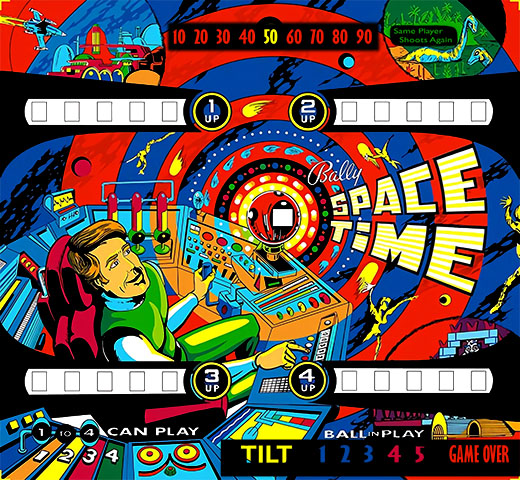 10 20 30 40 50 60 70 80 90
Same Player
Shoots Again
1 UP
2 UP
Bally
SPACE
TIME
3 UP
4 UP
1 TO 4 CAN PLAY
1 2 3 4
BALL IN PLAY
TILT 1 2 3 4 5 GAME OVER